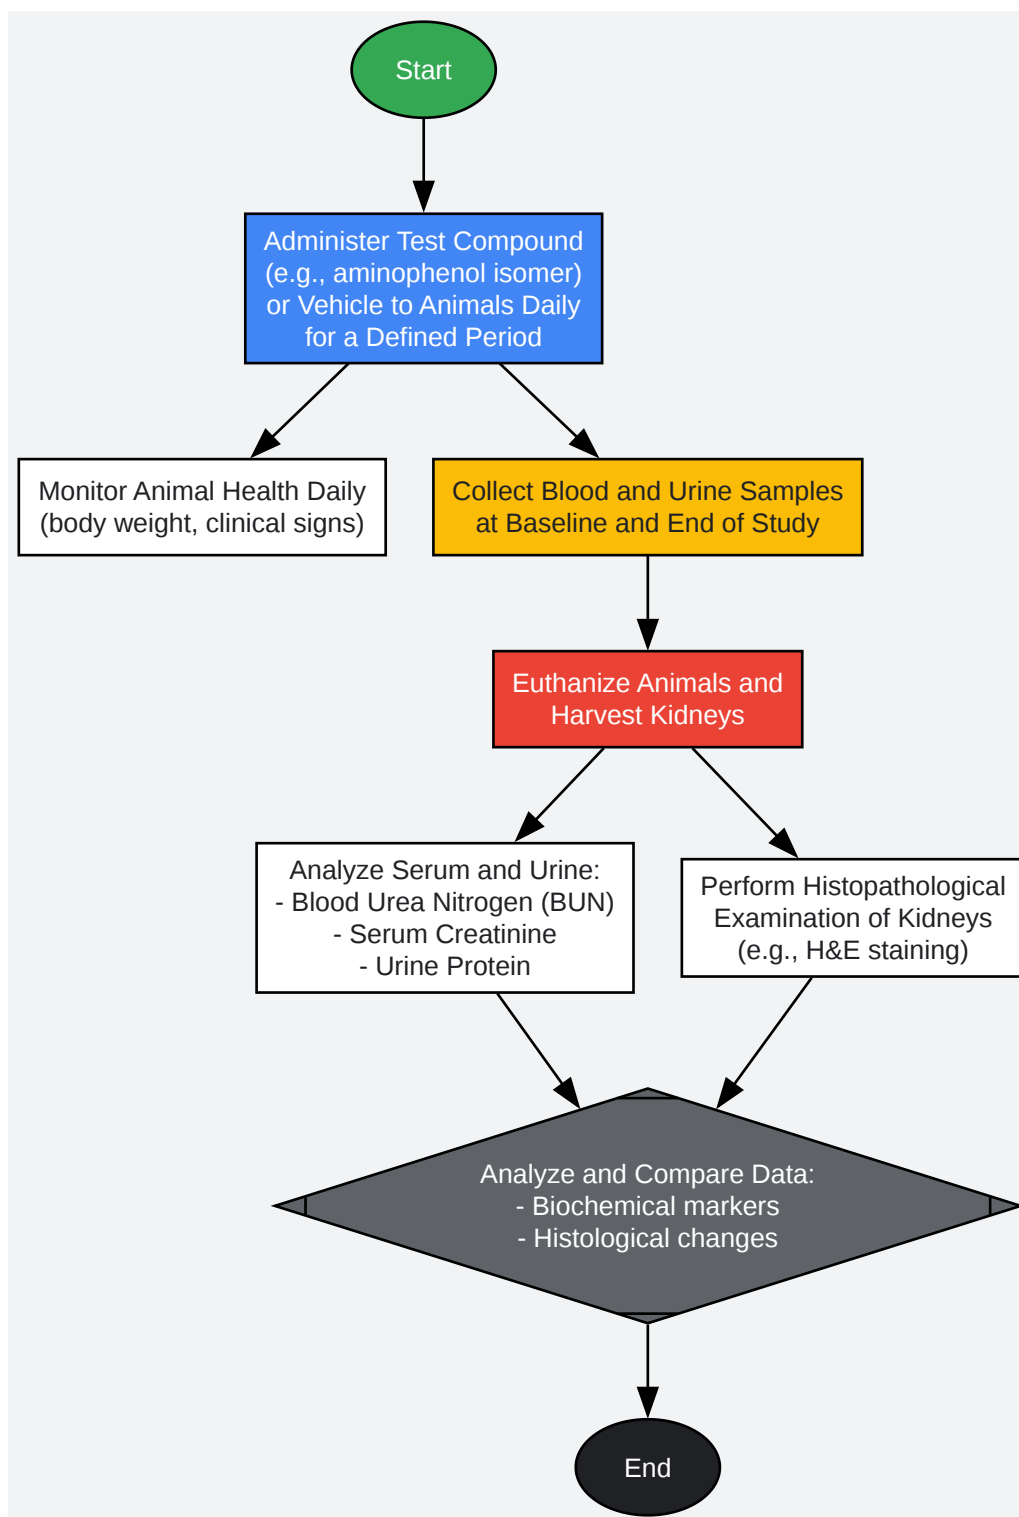 Start
Administer Test Compound
(e.g., aminophenol isomer)
or Vehicle to Animals Daily
for a Defined Period
Monitor Animal Health Daily
(body weight, clinical signs)
Collect Blood and Urine Samples
at Baseline and End of Study
Euthanize Animals and
Harvest Kidneys
Analyze Serum and Urine:
- Blood Urea Nitrogen (BUN)
- Serum Creatinine
- Urine Protein
Perform Histopathological
Examination of Kidneys
(e.g., H&E staining)
Analyze and Compare Data:
- Biochemical markers
- Histological changes
End